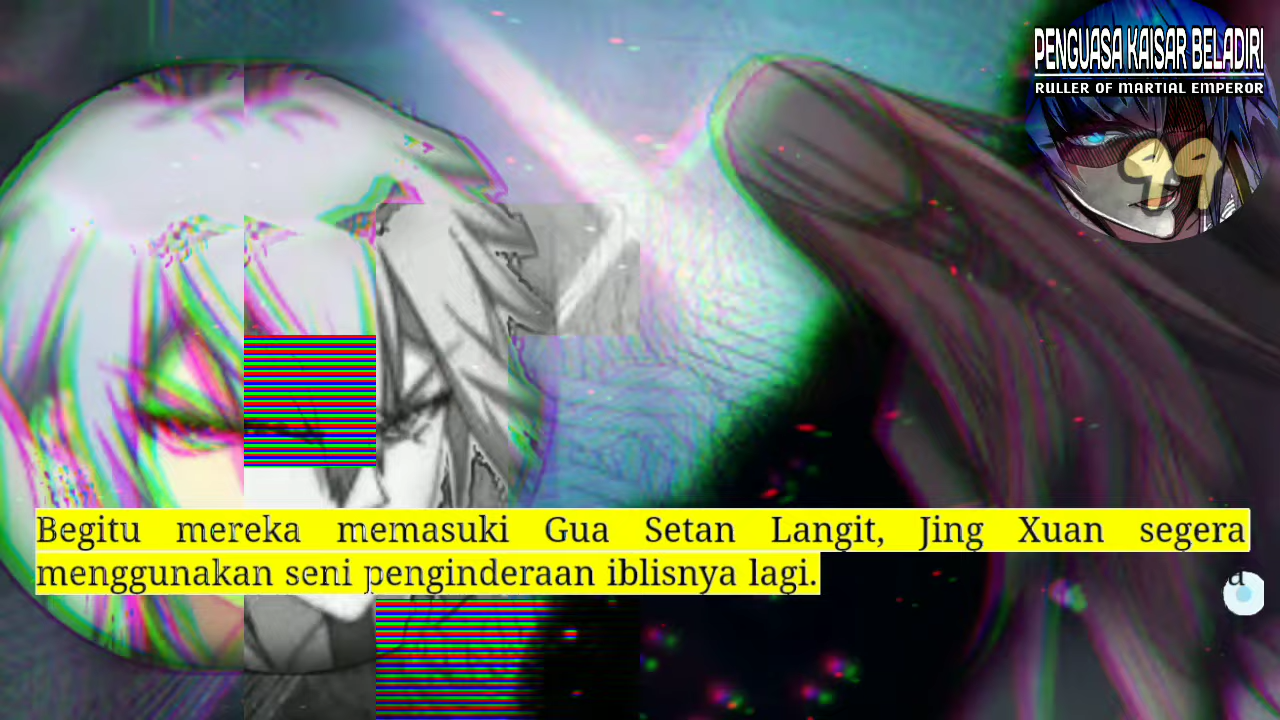 PENGUASA KAISAR BELADIRI
RULLER OF MARTIAL EMPEROR
99
Begitu mereka memasuki Gua Setan Langit, Jing Xuan segera
menggunakan seni penginderaan iblisnya lagi.